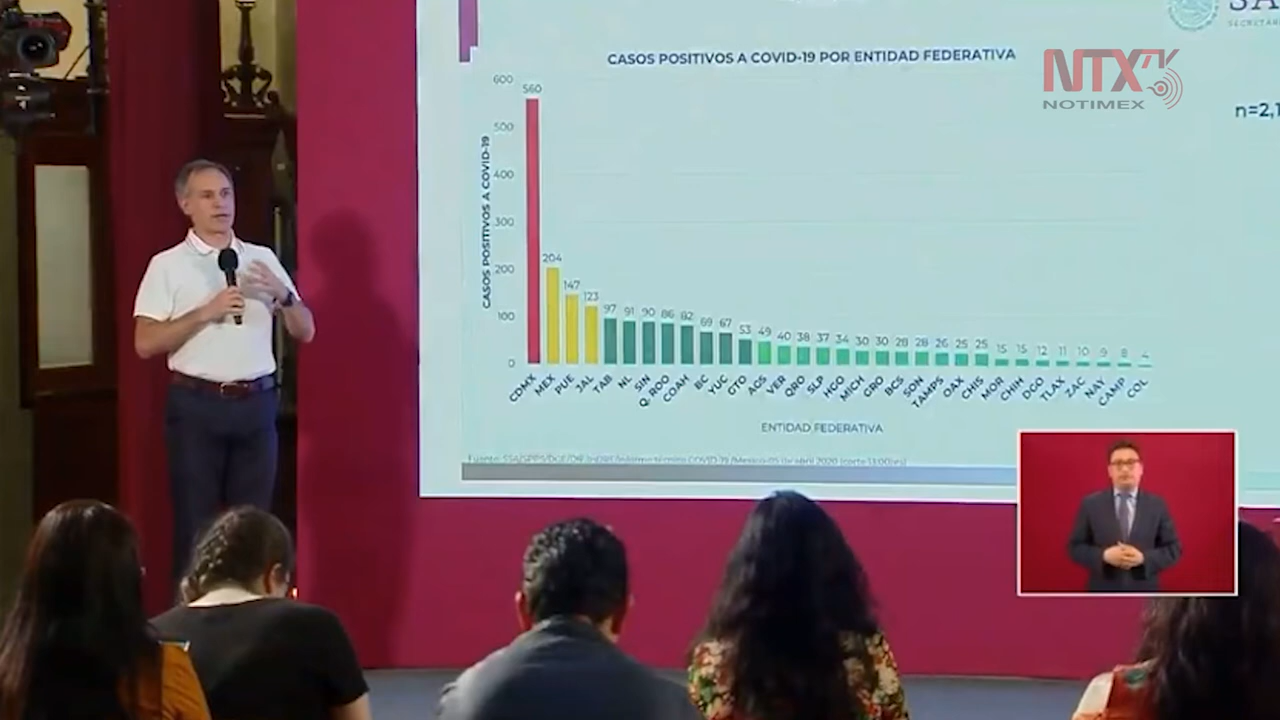 SA
CASOS POSITIVOS A COVID-19 POR ENTIDAD FEDERATIVA
NTX
NOTIMEX
n=2,1
CASOS POSITIVOS A COVID-19
600
500
400
300
200
100
0
560
204
147
123
97
91
90
86
82
69
67
53
49
40
38
37
34
30
30
28
28
26
25
25
15
15
12
11
10
9
8
4
CDMX
MEX
PUE
JAL
TAB
NL
SIN
Q. ROO
COAH
BC
YUC
GTO
AGS
VER
QRO
SLP
HGO
MICH
GRO
BCS
SON
TAMPS
OAX
CHIS
MOR
CHIH
DGO
TLAX
ZAC
NAY
CAMP
COL
ENTIDAD FEDERATIVA